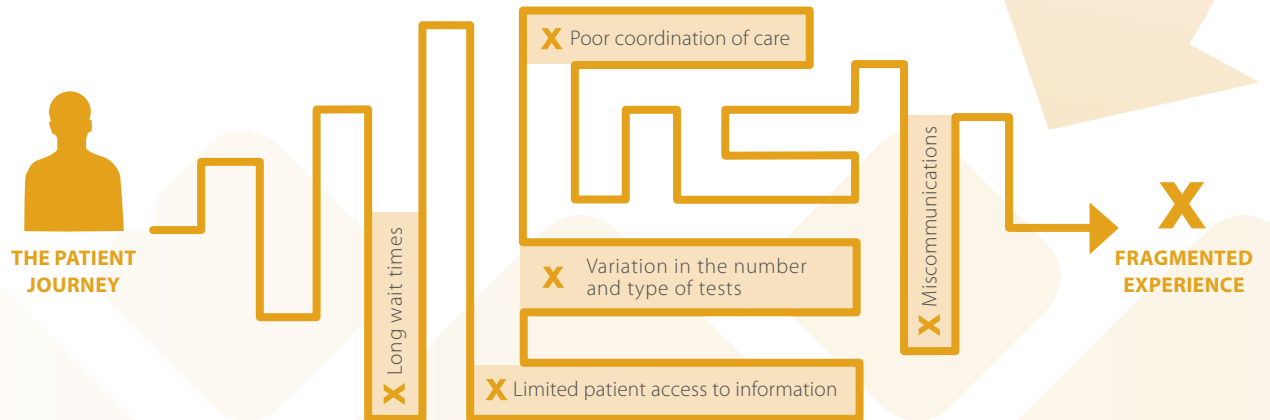 THE PATIENT
JOURNEY
X Long wait times
X Poor coordination of care
X Variation in the number
and type of tests
X Limited patient access to information
X Miscommunications
X
FRAGMENTED
EXPERIENCE